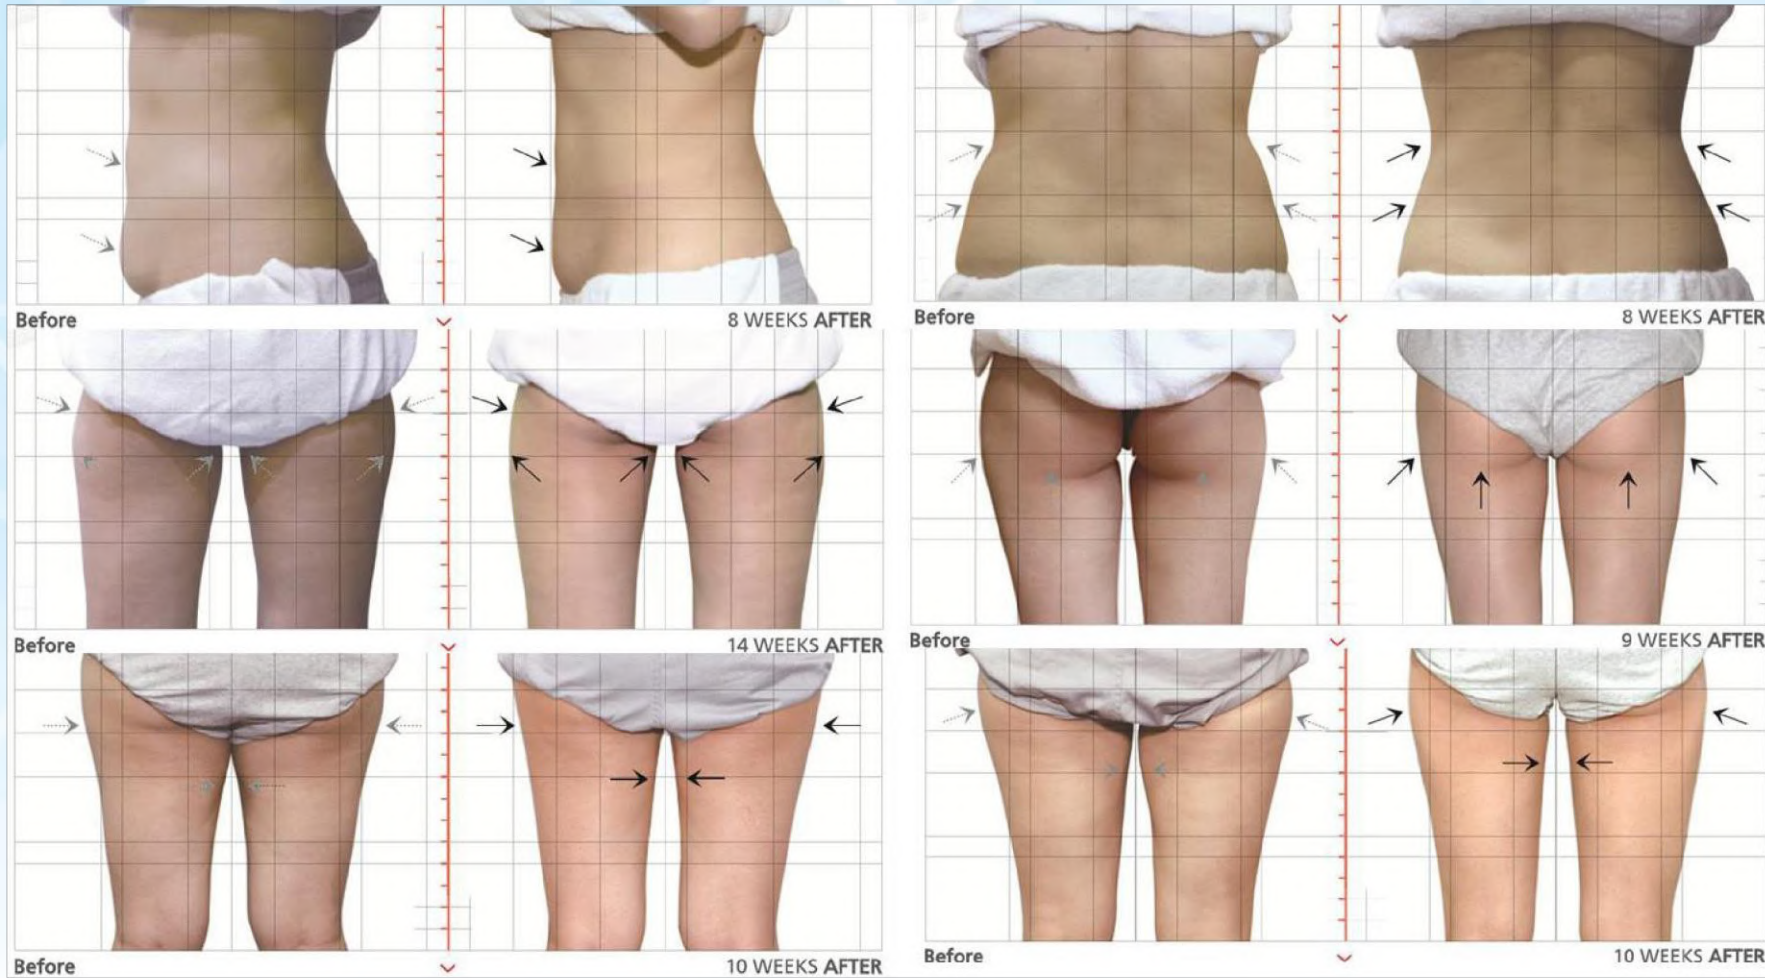 Before
8 WEEKS AFTER
Before
8 WEEKS AFTER
Before
14 WEEKS AFTER
Before
9 WEEKS AFTER
Before
10 WEEKS AFTER
Before
10 WEEKS AFTER